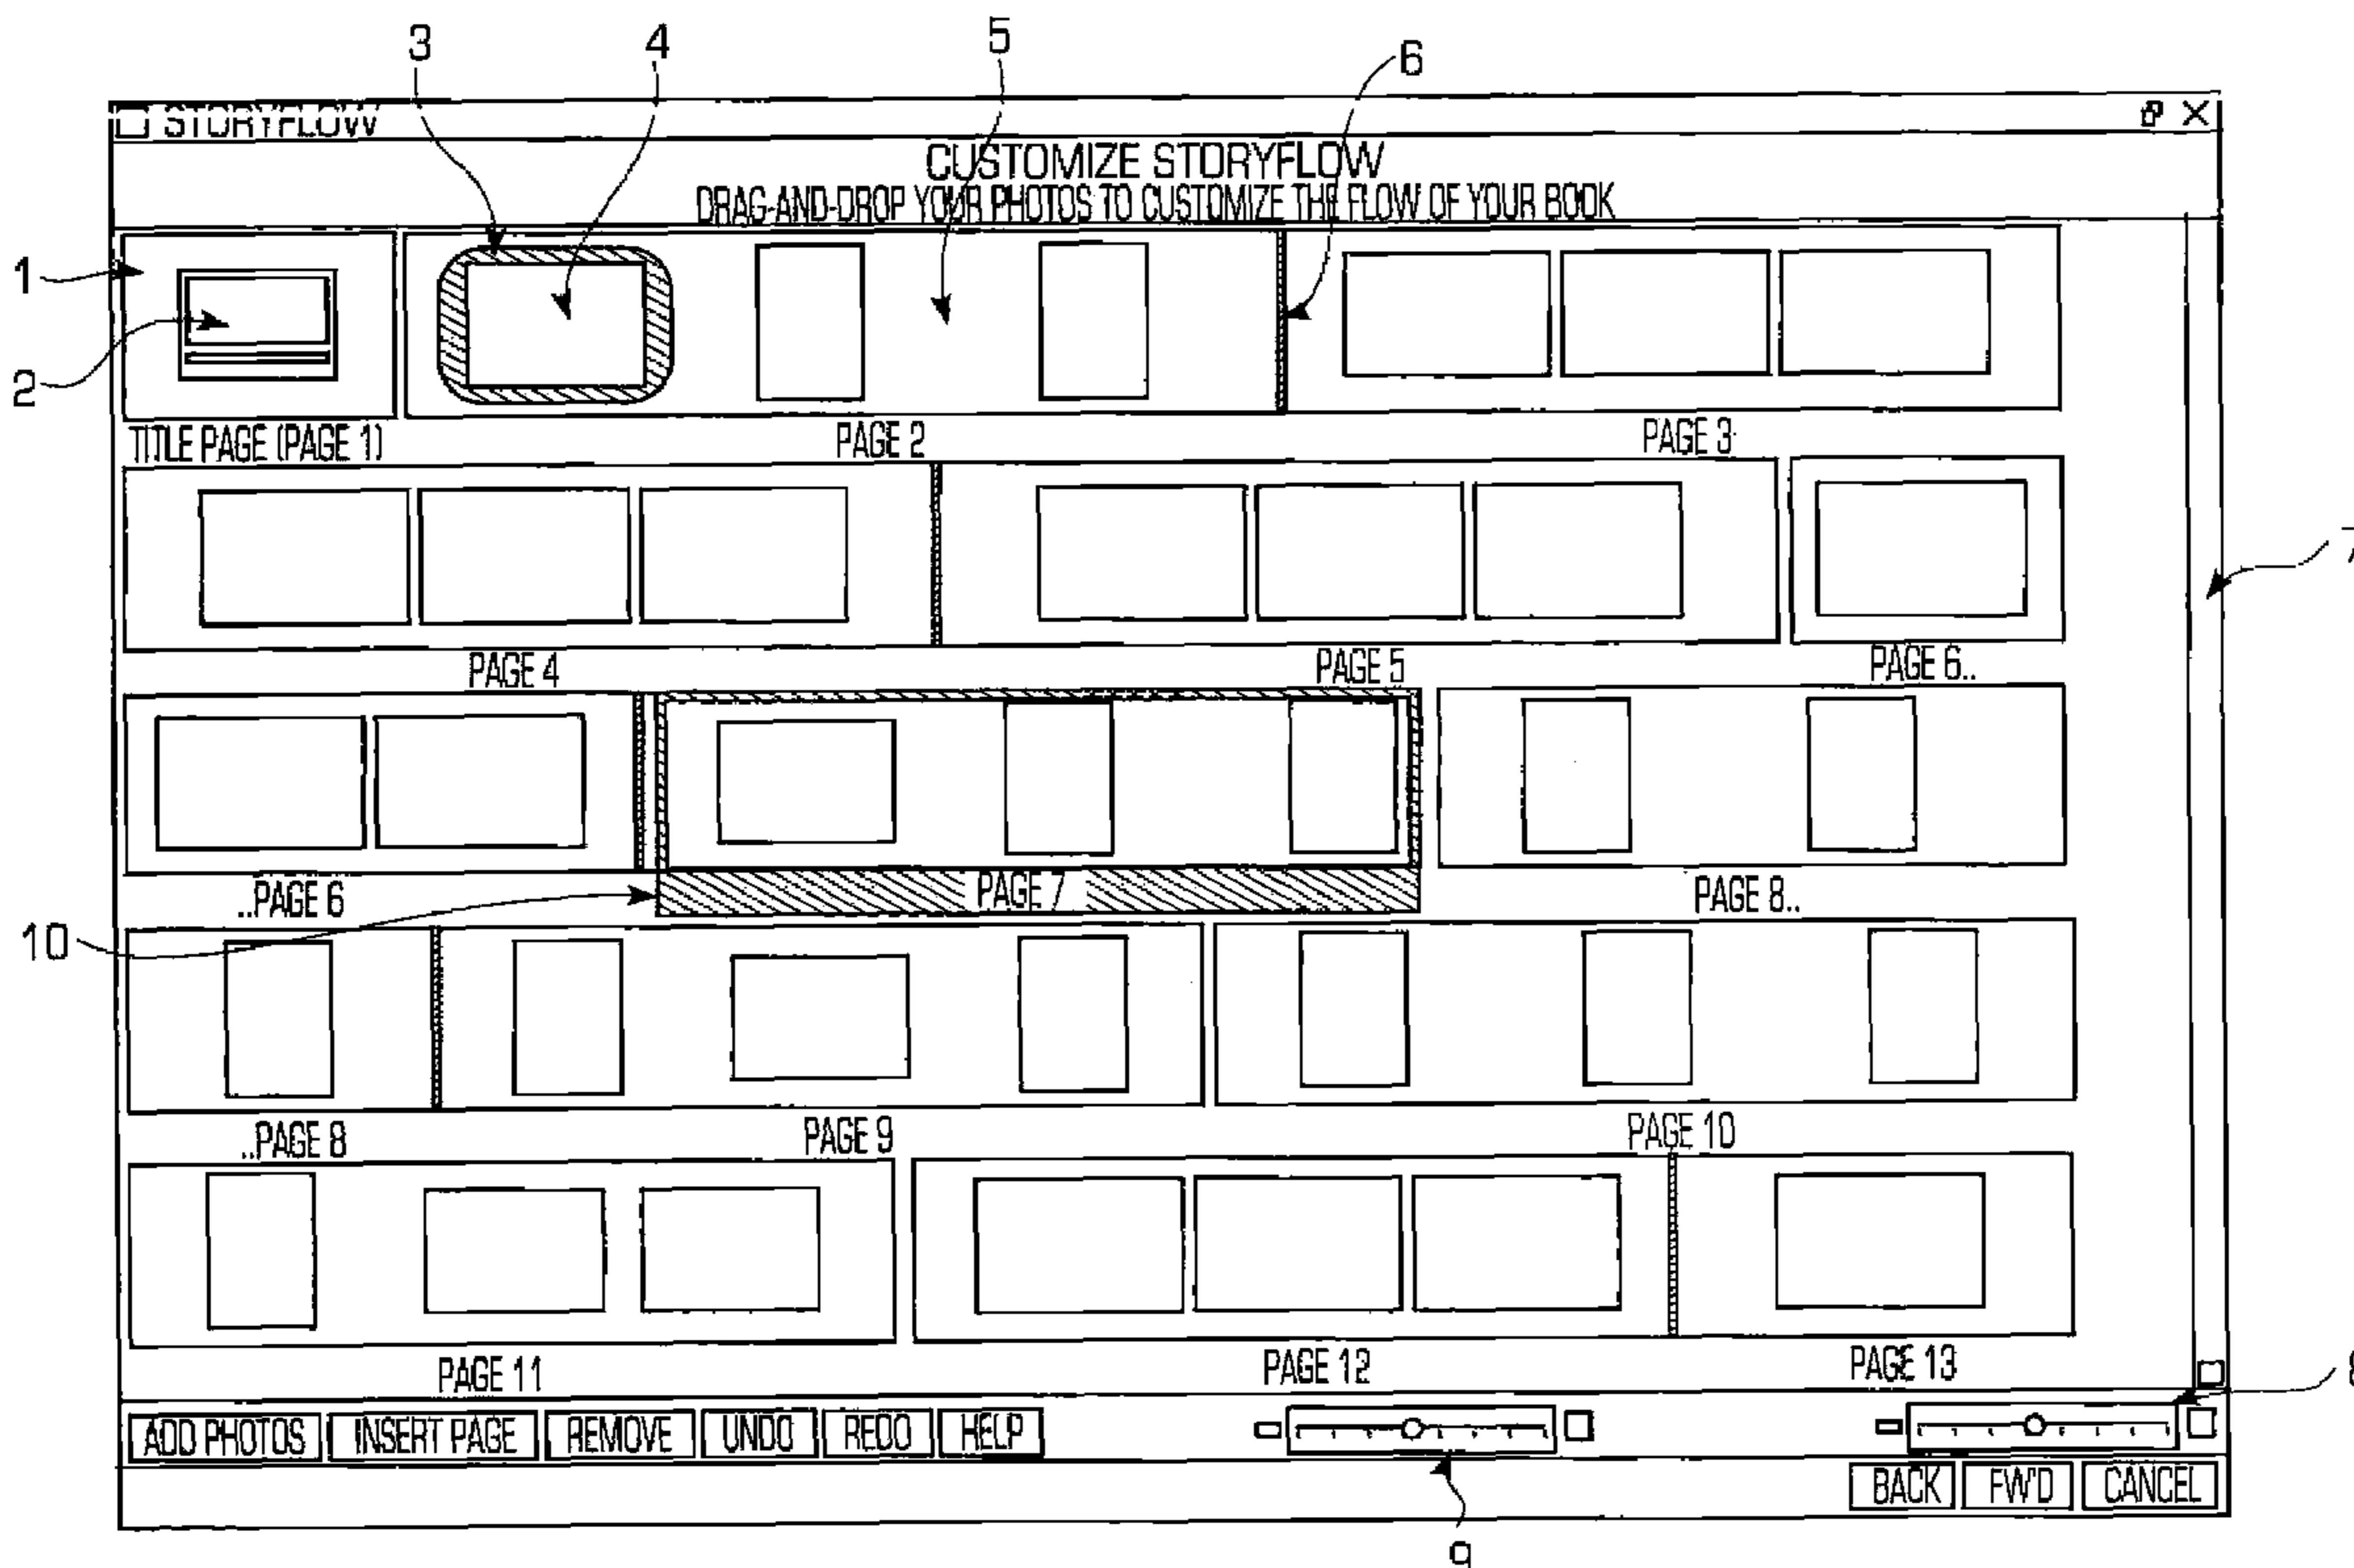 3 4 5 6
STORYFLOW
CUSTOMIZE STORYFLOW
DRAG-AND-DROP YOUR PHOTOS TO CUSTOMIZE THE FLOW OF YOUR BOOK
1
2
TITLE PAGE (PAGE 1) PAGE 2 PAGE 3
7
PAGE 4 PAGE 5 PAGE 6..
..PAGE 6 PAGE 7 PAGE 8..
10
..PAGE 8 PAGE 9 PAGE 10
PAGE 11 PAGE 12 PAGE 13
8
ADD PHOTOS INSERT PAGE REMOVE UNDO REDO HELP
BACK FW'D CANCEL
9